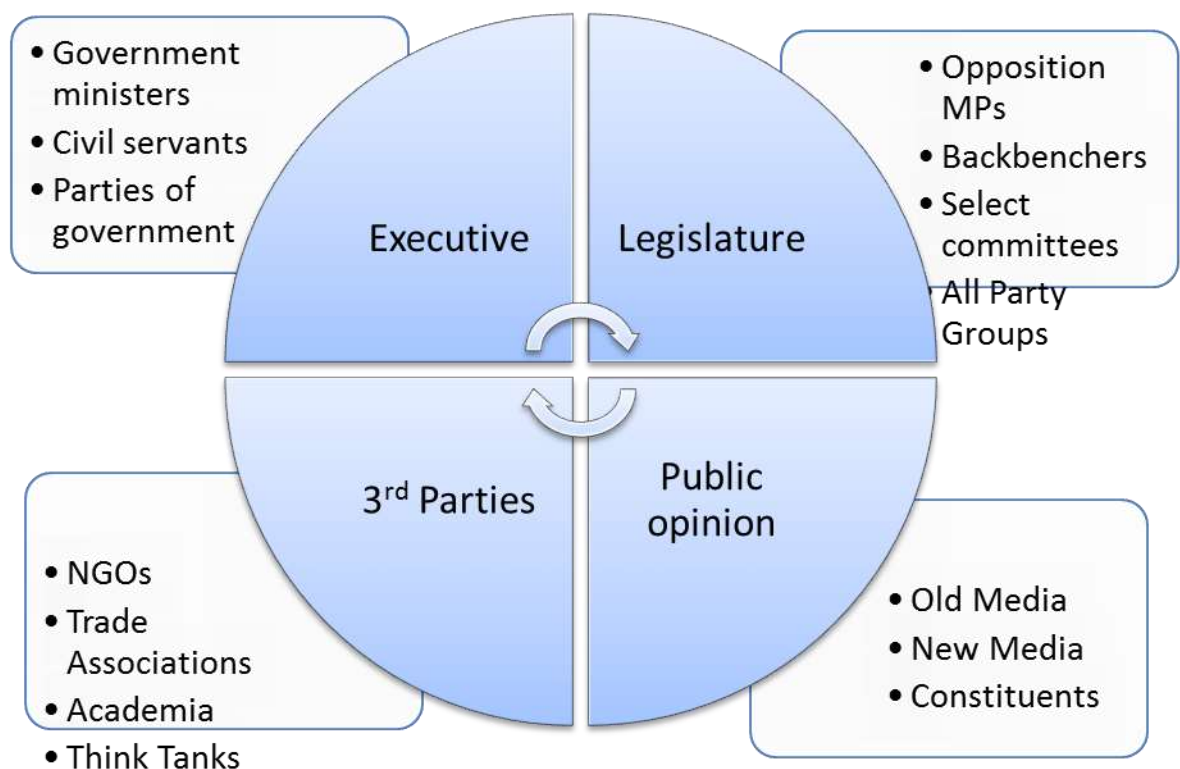 • Government
ministers
• Civil servants
• Parties of
government
Executive
Legislature
• Opposition
MPs
• Backbenchers
• Select
committees
• All Party
Groups
3rd Parties
• NGOs
• Trade
Associations
• Academia
• Think Tanks
Public
opinion
• Old Media
• New Media
• Constituents